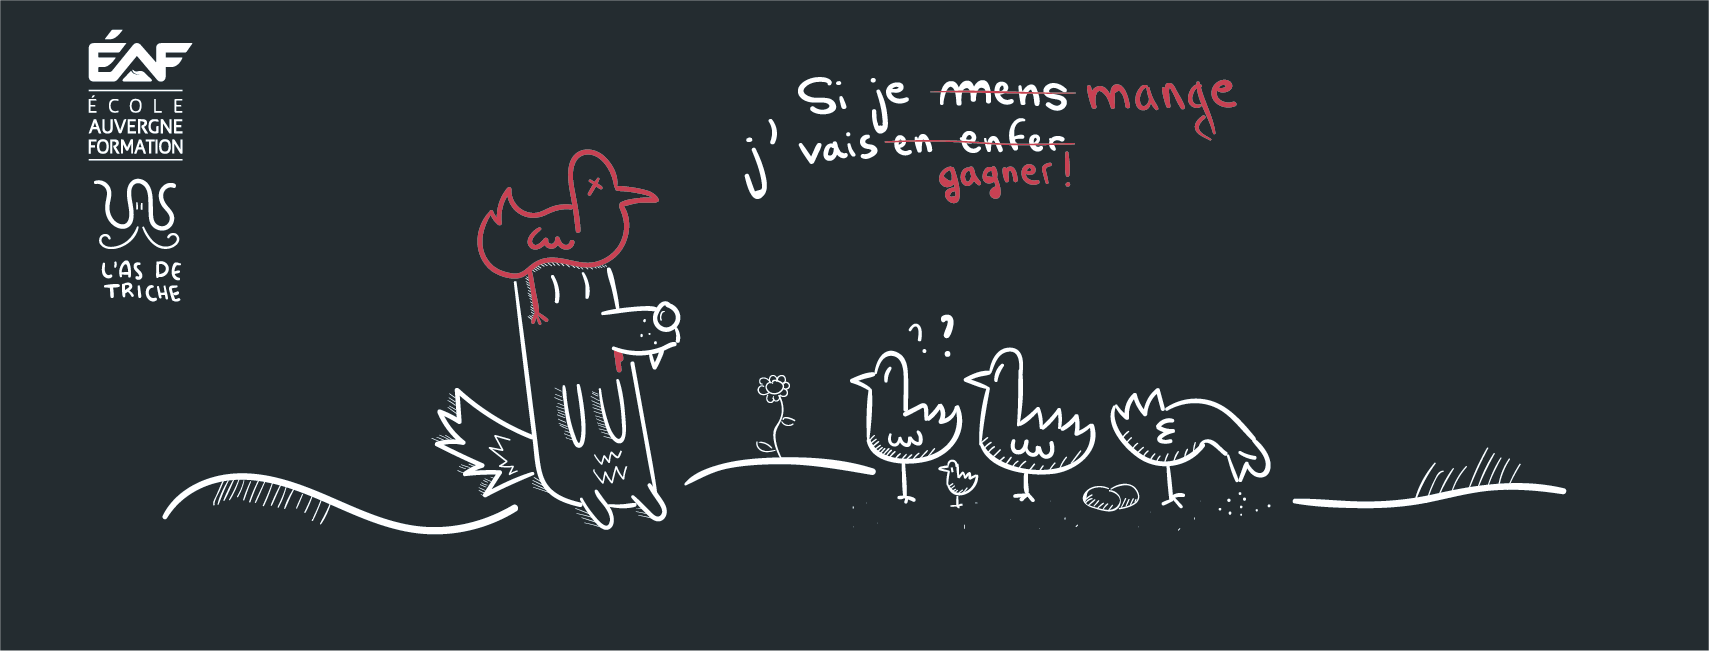 ÉAF
ÉCOLE
AUVERGNE
FORMATION
L'AS DE
TRICHE
Si je mens mange
j' vais en enfer
gagner !
? ?